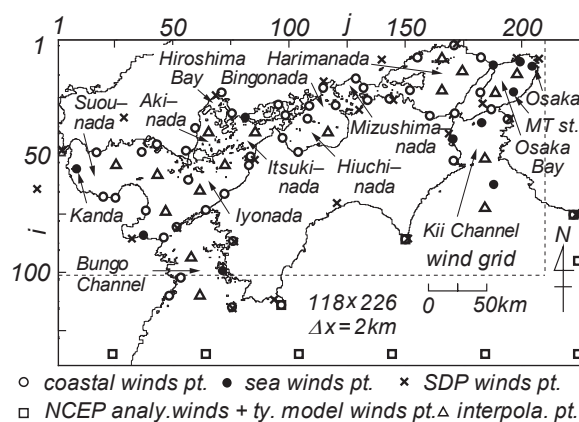 1 50 100 j 150 200
1
50
i
100
Hiroshima Bay
Bingonada
Harimanada
Suou-nada
Aki-nada
Osaka
MT st.
Osaka Bay
Mizushima nada
Itsuki-nada
Hiuchi-nada
Kanda
Iyonada
Kii Channel
Bungo Channel
wind grid
N
0 50km
118x226
Δx=2km
coastal winds pt. sea winds pt. SDP winds pt.
NCEP analy.winds + ty. model winds pt. interpola. pt.